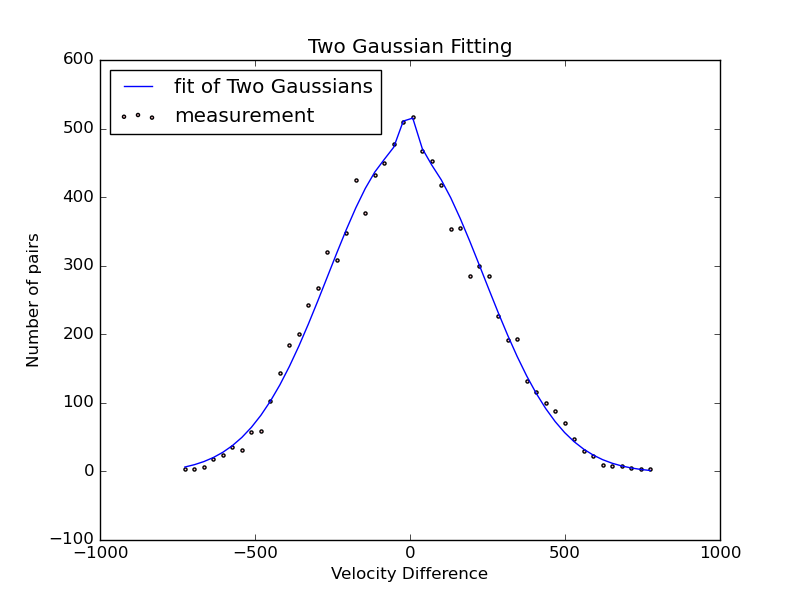 Two Gaussian Fitting
fit of Two Gaussians
measurement
600
500
400
300
200
100
0
−100
Number of pairs
−1000
−500
0
500
1000
Velocity Difference